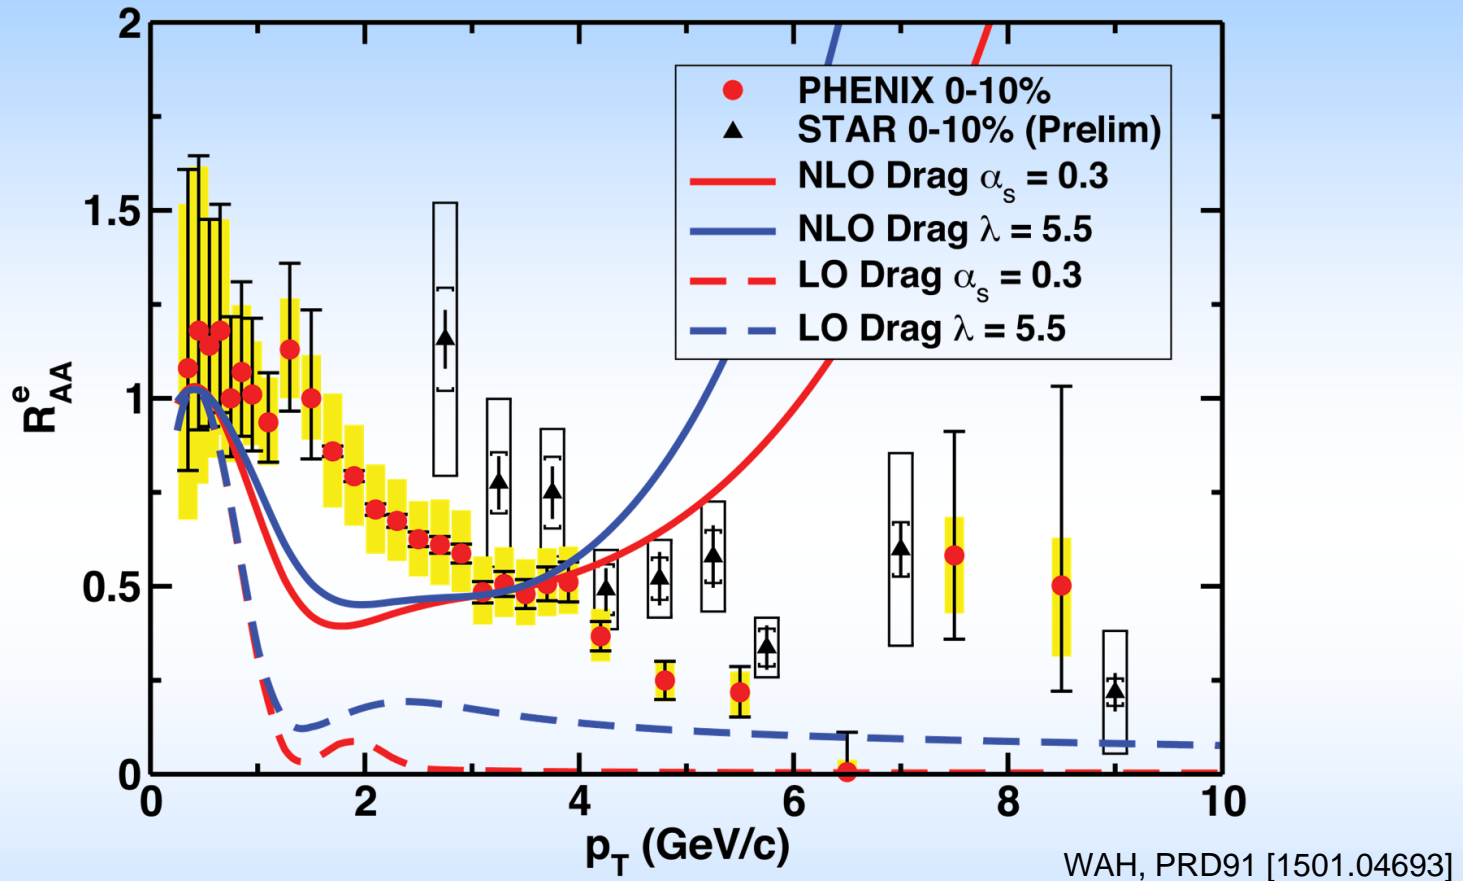 2
1.5
1
0.5
0
R^e_AA
PHENIX 0-10%
STAR 0-10% (Prelim)
NLO Drag α_s = 0.3
NLO Drag λ = 5.5
LO Drag α_s = 0.3
LO Drag λ = 5.5
0 2 4 6 8 10
p_T (GeV/c)
WAH, PRD91 [1501.04693]